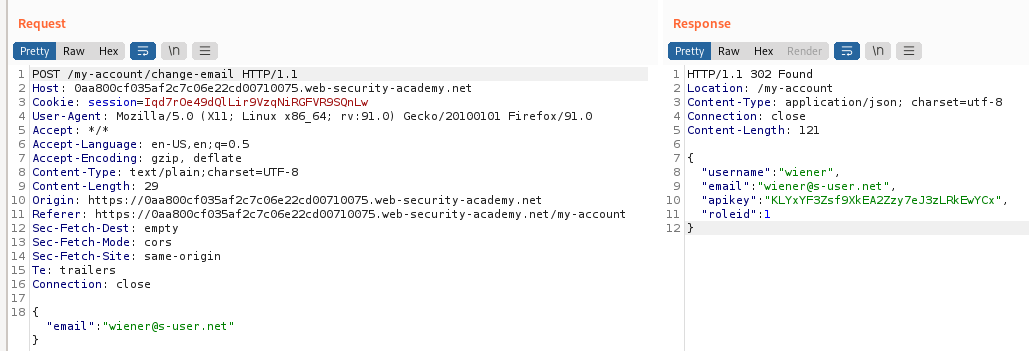 Request
Pretty Raw Hex \n
1 POST /my-account/change-email HTTP/1.1
2 Host: 0aa800cf035af2c7c06e22cd00710075.web-security-academy.net
3 Cookie: session=Iqd7rOe49dQlLir9VzqNiRGFVR9SQnLw
4 User-Agent: Mozilla/5.0 (X11; Linux x86_64; rv:91.0) Gecko/20100101 Firefox/91.0
5 Accept: */*
6 Accept-Language: en-US,en;q=0.5
7 Accept-Encoding: gzip, deflate
8 Content-Type: text/plain;charset=UTF-8
9 Content-Length: 29
10 Origin: https://0aa800cf035af2c7c06e22cd00710075.web-security-academy.net
11 Referer: https://0aa800cf035af2c7c06e22cd00710075.web-security-academy.net/my-account
12 Sec-Fetch-Dest: empty
13 Sec-Fetch-Mode: cors
14 Sec-Fetch-Site: same-origin
15 Te: trailers
16 Connection: close
17
18 {
"email":"wiener@s-user.net"
}
Response
Pretty Raw Hex Render \n
1 HTTP/1.1 302 Found
2 Location: /my-account
3 Content-Type: application/json; charset=utf-8
4 Connection: close
5 Content-Length: 121
6
7 {
8 "username":"wiener",
9 "email":"wiener@s-user.net",
10 "apikey":"KLYxYF3Zsf9XkEA2Zzy7eJ3zLRkEwYCx",
11 "roleid":1
12 }